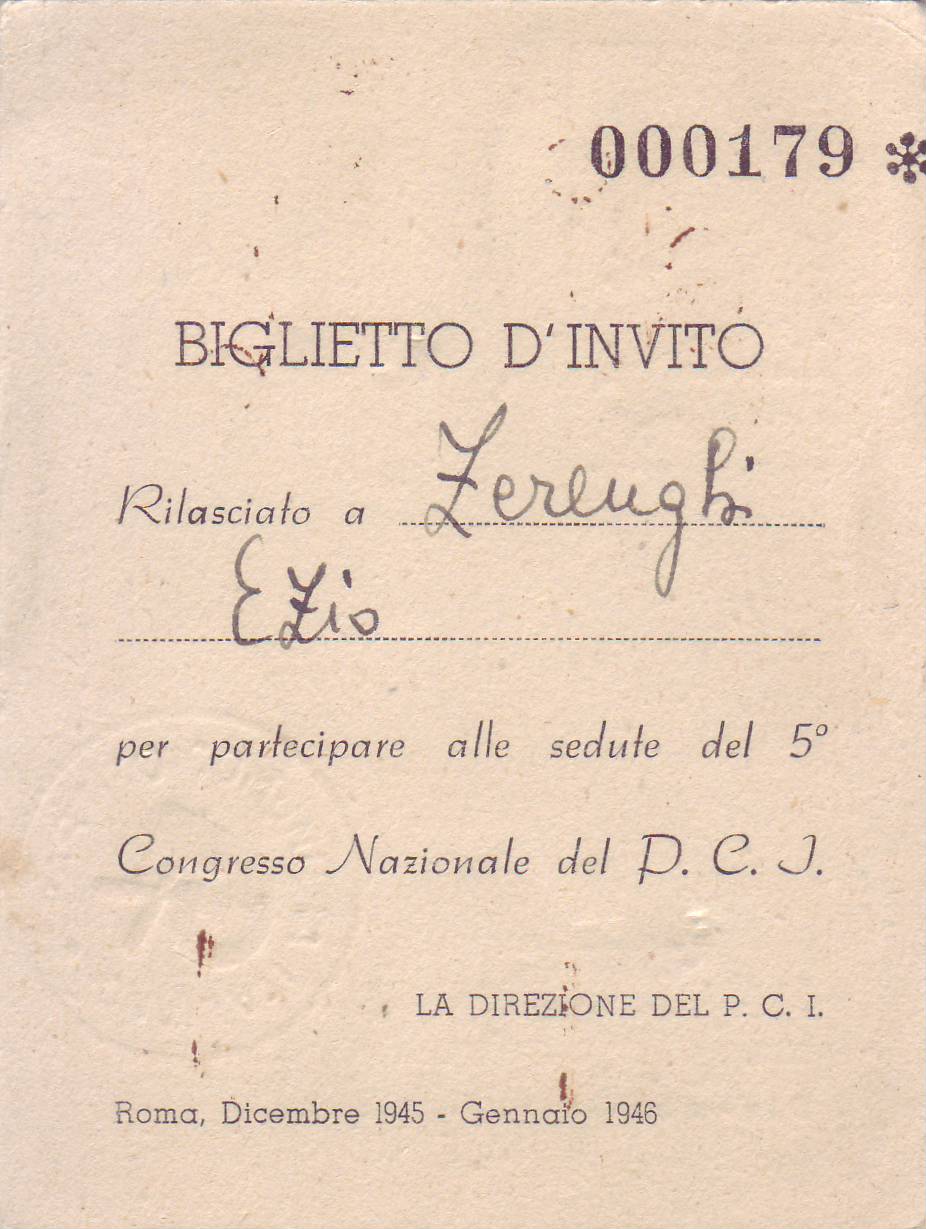 000179 *
BIGLIETTO D'INVITO
Rilasciato a Zerenghi
Ezio
per partecipare alle sedute del 5°
Congresso Nazionale del P. C. I.
LA DIREZIONE DEL P. C. I.
Roma, Dicembre 1945 - Gennaio 1946